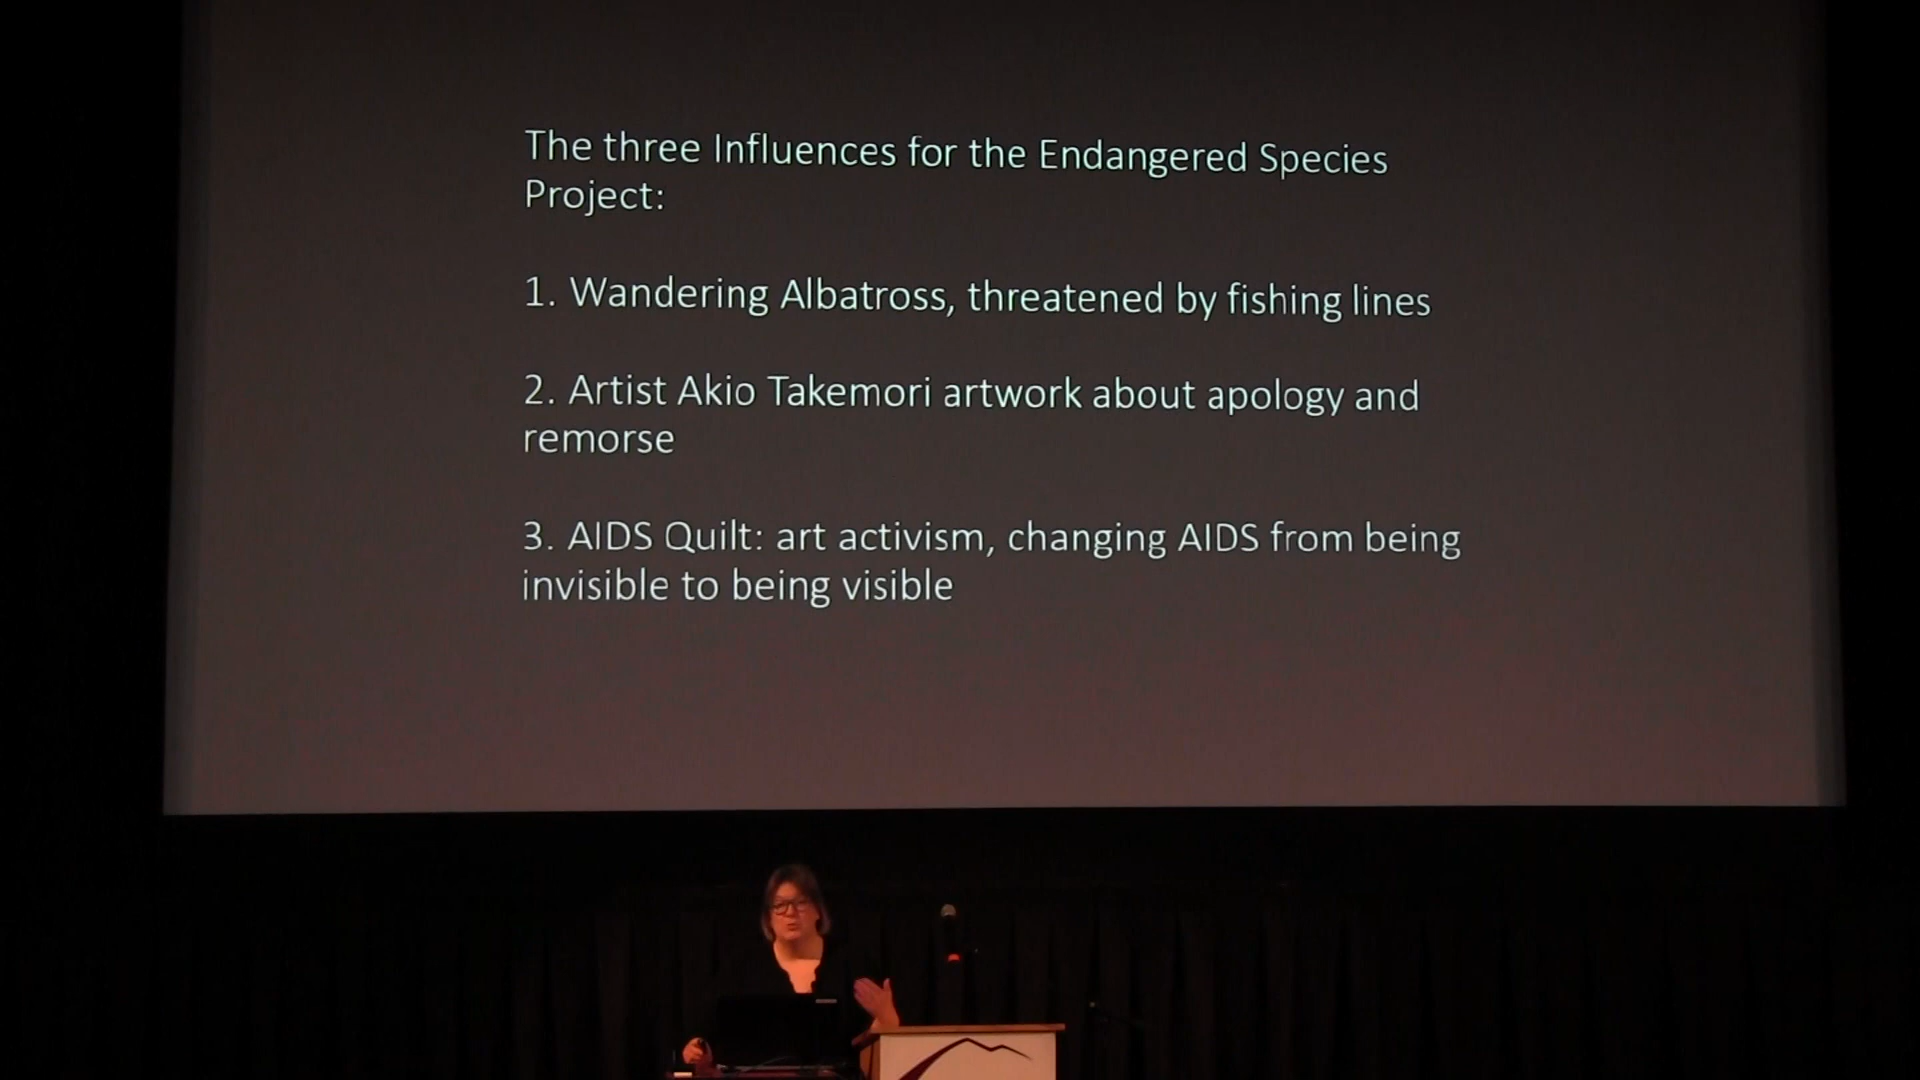 The three Influences for the Endangered Species
Project:
1. Wandering Albatross, threatened by fishing lines
2. Artist Akio Takemori artwork about apology and
remorse
3. AIDS Quilt: art activism, changing AIDS from being
invisible to being visible